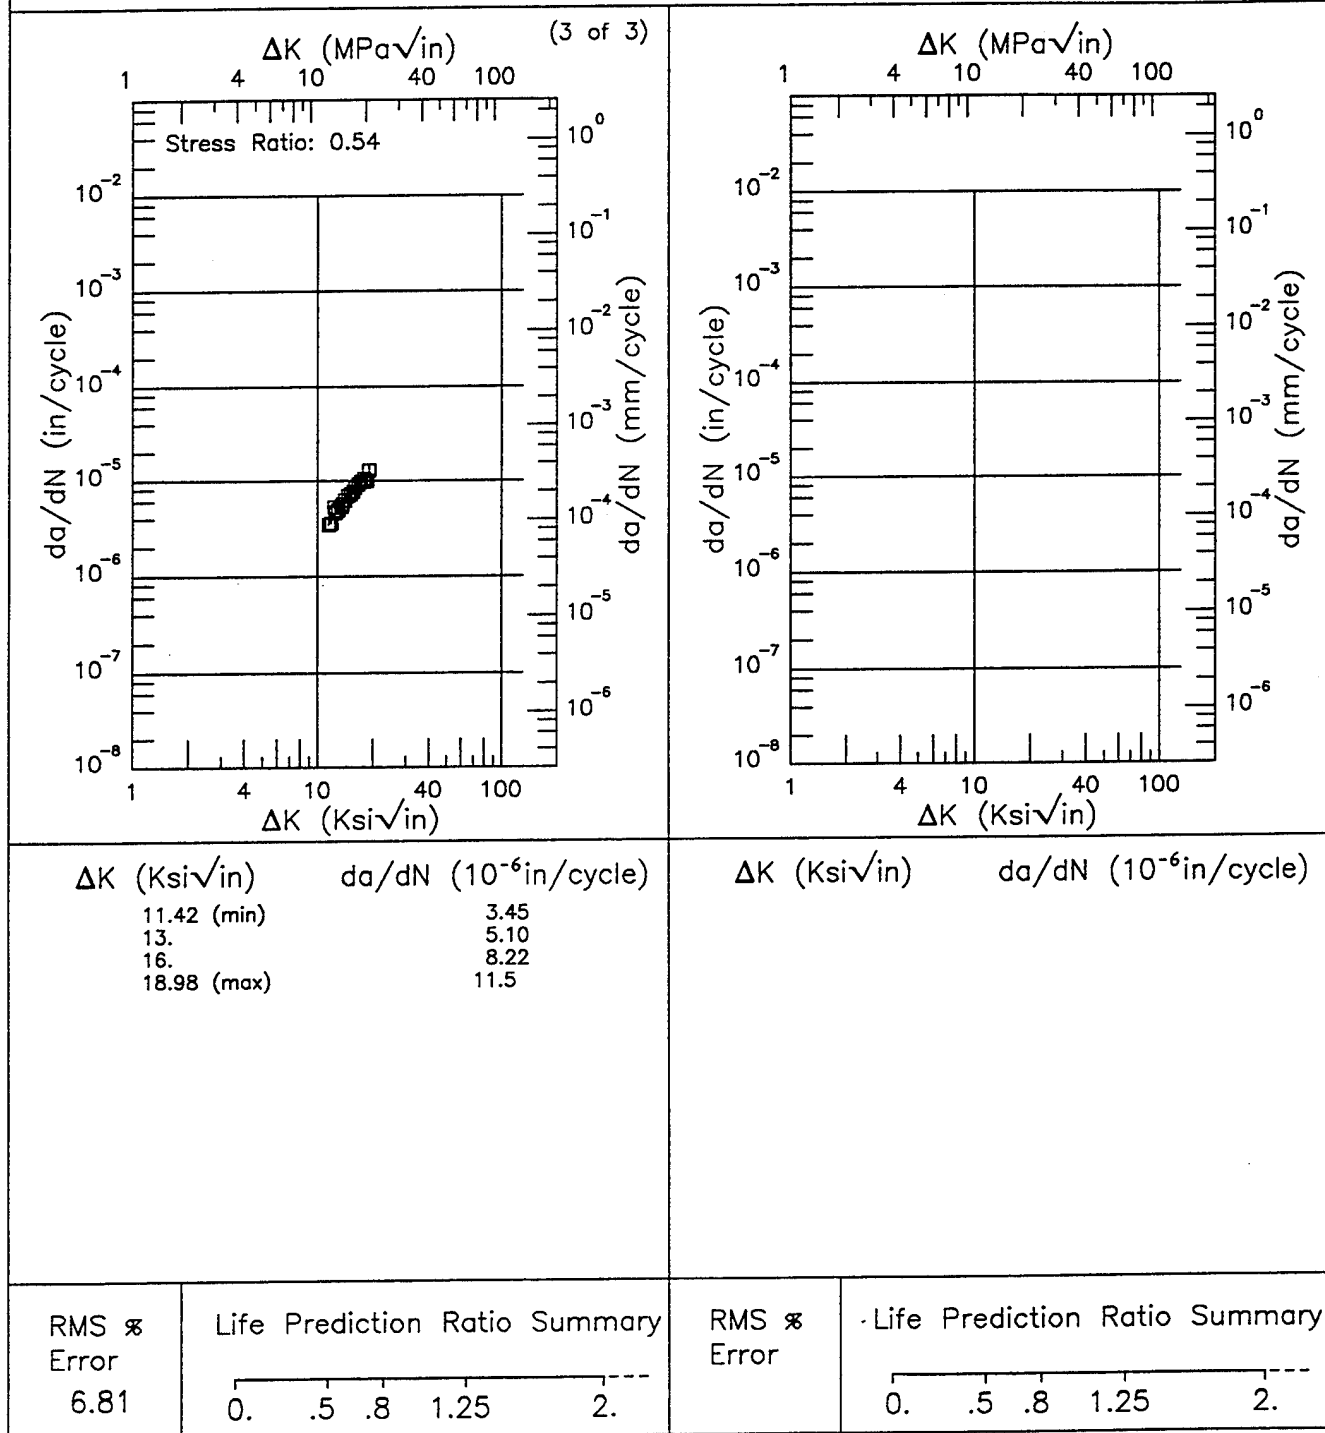 (3 of 3)
ΔK (MPa√in)
1 4 10 40 100
Stress Ratio: 0.54
10⁰
10⁻¹
10⁻²
10⁻³
10⁻⁴
10⁻⁵
10⁻⁶
da/dN (mm/cycle)
10⁻²
10⁻³
10⁻⁴
10⁻⁵
10⁻⁶
10⁻⁷
10⁻⁸
da/dN (in/cycle)
1 4 10 40 100
ΔK (Ksi√in)
ΔK (MPa√in)
1 4 10 40 100
10⁰
10⁻¹
10⁻²
10⁻³
10⁻⁴
10⁻⁵
10⁻⁶
da/dN (mm/cycle)
10⁻²
10⁻³
10⁻⁴
10⁻⁵
10⁻⁶
10⁻⁷
10⁻⁸
da/dN (in/cycle)
1 4 10 40 100
ΔK (Ksi√in)
ΔK (Ksi√in) da/dN (10⁻⁶in/cycle)
11.42 (min) 3.45
13. 5.10
16. 8.22
18.98 (max) 11.5
ΔK (Ksi√in) da/dN (10⁻⁶in/cycle)
RMS %
Error
6.81
Life Prediction Ratio Summary
0. .5 .8 1.25 2.
RMS %
Error
Life Prediction Ratio Summary
0. .5 .8 1.25 2.